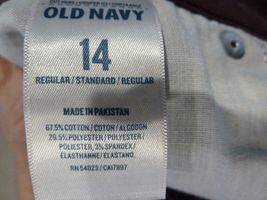 OLD NAVY
14
REGULAR / STANDARD / REGULAR
MADE IN PAKISTAN
67.5% COTTON / COTON / ALGODON
29.5% POLYESTER / POLYESTER /
POLIESTER, 3% SPANDEX /
ELASTHANNE / ELASTANO.
RN 54023 / CA17897